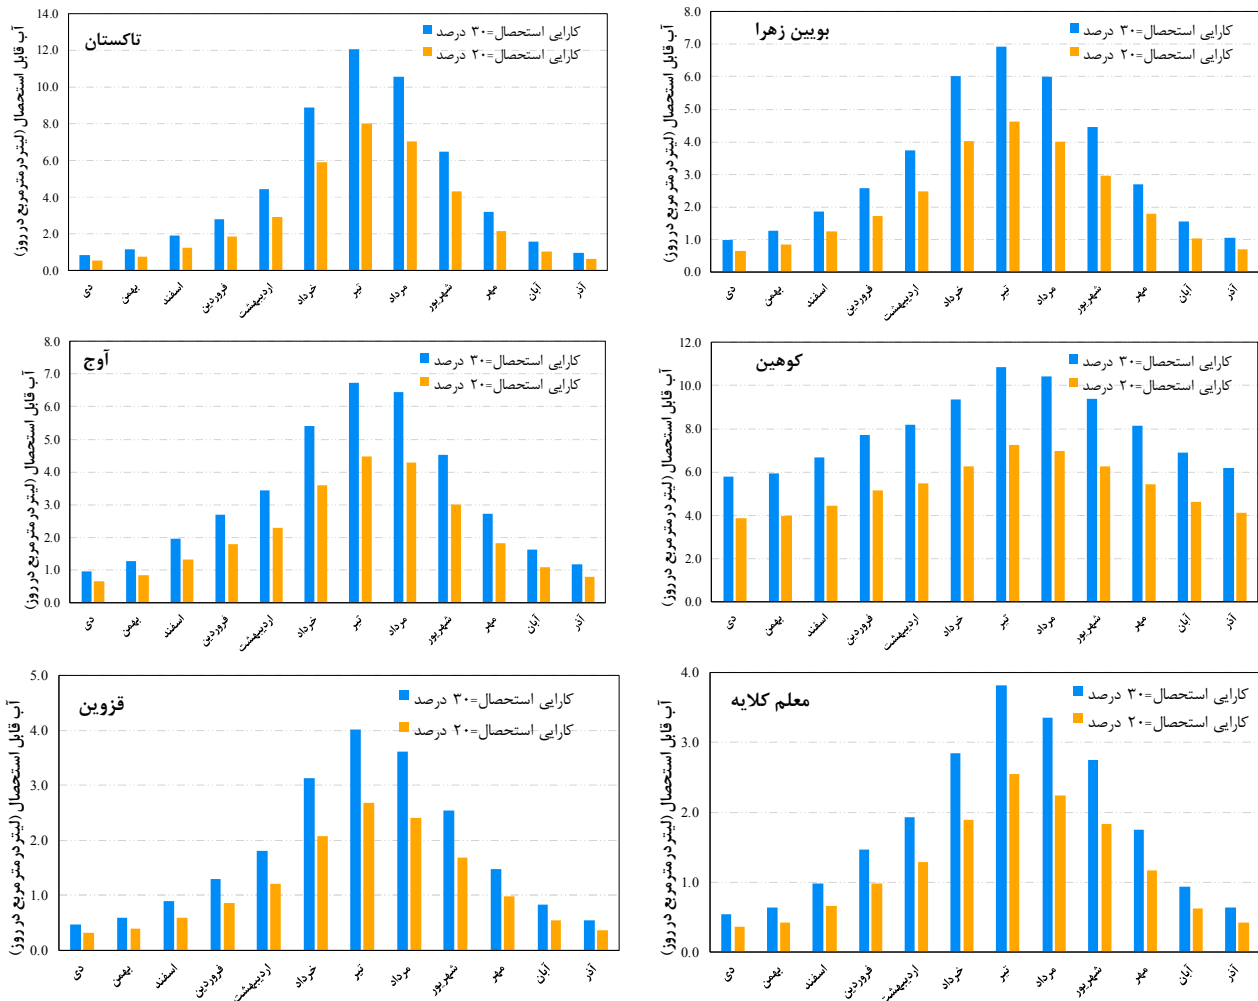 تاکستان
کارایی استحصال=۳۰ درصد
کارایی استحصال=۲۰ درصد
آب قابل استحصال (لیتر در متر مربع در روز)
14.0
12.0
10.0
8.0
6.0
4.0
2.0
0.0
دی بهمن اسفند فروردین اردیبهشت خرداد تیر مرداد شهریور مهر آبان آذر
بویین زهرا
کارایی استحصال=۳۰ درصد
کارایی استحصال=۲۰ درصد
آب قابل استحصال (لیتر در متر مربع در روز)
8.0
7.0
6.0
5.0
4.0
3.0
2.0
1.0
0.0
دی بهمن اسفند فروردین اردیبهشت خرداد تیر مرداد شهریور مهر آبان آذر
آوج
کارایی استحصال=۳۰ درصد
کارایی استحصال=۲۰ درصد
آب قابل استحصال (لیتر در متر مربع در روز)
8.0
7.0
6.0
5.0
4.0
3.0
2.0
1.0
0.0
دی بهمن اسفند فروردین اردیبهشت خرداد تیر مرداد شهریور مهر آبان آذر
کوهین
کارایی استحصال=۳۰ درصد
کارایی استحصال=۲۰ درصد
آب قابل استحصال (لیتر در متر مربع در روز)
12.0
10.0
8.0
6.0
4.0
2.0
0.0
دی بهمن اسفند فروردین اردیبهشت خرداد تیر مرداد شهریور مهر آبان آذر
قزوین
کارایی استحصال=۳۰ درصد
کارایی استحصال=۲۰ درصد
آب قابل استحصال (لیتر در متر مربع در روز)
5.0
4.0
3.0
2.0
1.0
0.0
دی بهمن اسفند فروردین اردیبهشت خرداد تیر مرداد شهریور مهر آبان آذر
معلم کلایه
کارایی استحصال=۳۰ درصد
کارایی استحصال=۲۰ درصد
آب قابل استحصال (لیتر در متر مربع در روز)
4.0
3.0
2.0
1.0
0.0
دی بهمن اسفند فروردین اردیبهشت خرداد تیر مرداد شهریور مهر آبان آذر